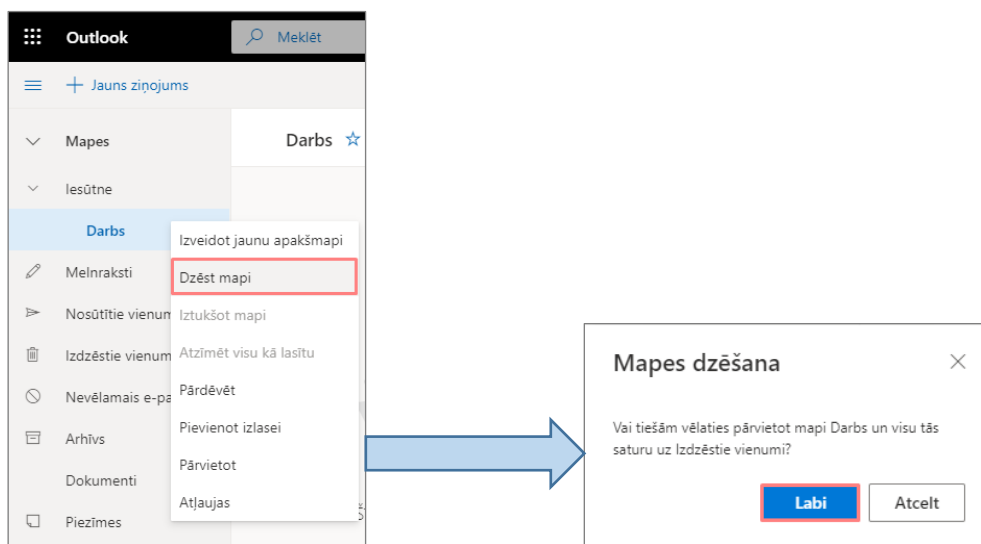 Outlook
Meklēt
Jauns ziņojums
Mapes
Darbs
Iesūtne
Darbs
Izveidot jaunu apakšmapi
Melnraksti
Dzēst mapi
Nosūtītie vienum
Iztukšot mapi
Izdzēstie vienum
Atzīmēt visu kā lasītu
Nevēlamais e-pa
Pārdēvēt
Arhīvs
Pievienot izlasei
Dokumenti
Pārvietot
Piezīmes
Atļaujas
Mapes dzēšana
Vai tiešām vēlaties pārvietot mapi Darbs un visu tās
saturu uz Izdzēstie vienumi?
Labi
Atcelt